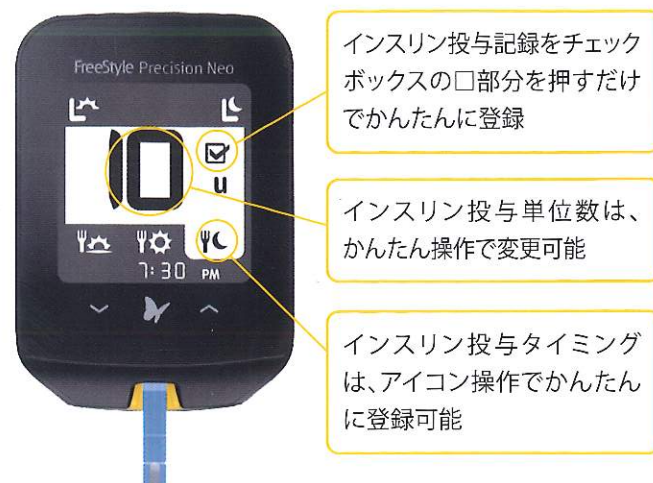 FreeStyle Precision Neo
インスリン投与記録をチェック
ボックスの□部分を押すだけ
でかんたんに登録
10
u
インスリン投与単位数は、
かんたん操作で変更可能
7:30 PM
インスリン投与タイミング
は、アイコン操作でかんたん
に登録可能